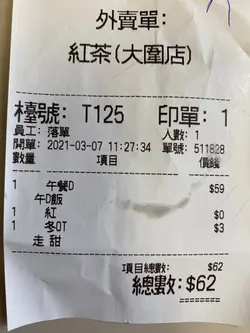 外賣單:
紅茶(大圍店)
檯號: T125 印單: 1
員工: 落單 人數: 1
開單: 2021-03-07 11:27:34 單號: 511828
數量 項目 價錢
1 午餐D $59
午D飯
1 紅 $0
1 冬OT $3
走甜
項目總數: $62
總數: $62